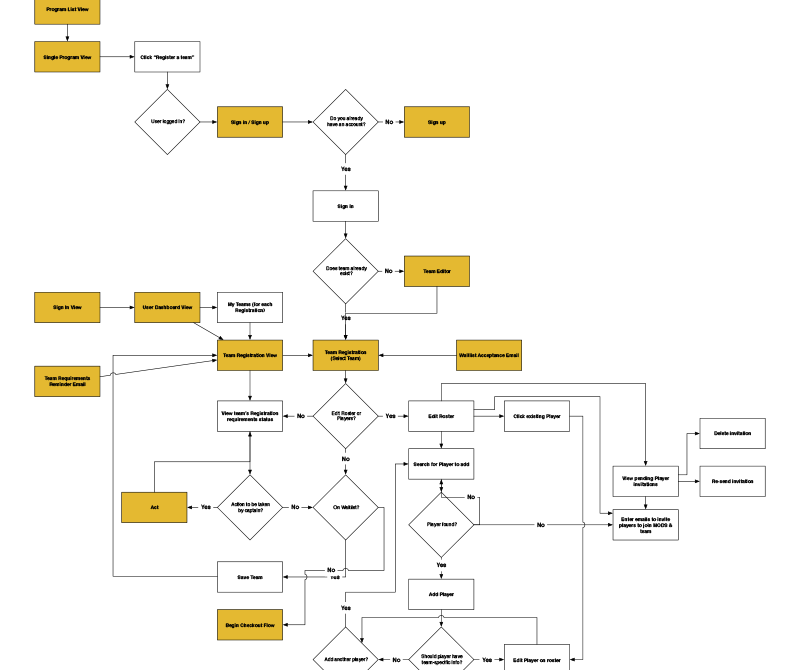 Program List View
Single Program View
Click "Register a team"
User logged in?
Sign in / Sign up
Do you already
have an account?
No
Sign up
Yes
Sign in
Does team already
exist?
No
Team Editor
Yes
Sign in View
User Dashboard View
My Teams (for each
Registration)
Team Registration View
Team Registration
(Select Team)
Waitlist Acceptance Email
Team Requirements
Reminder Email
View team's Registration
requirements status
No
Edit Roster or
Players?
Yes
Edit Roster
Click existing Player
Delete invitation
No
Search for Player to add
View pending Player
invitations
Re-send invitation
Act
Yes
Action to be taken
by captain?
No
On Waitlist?
No
Player found?
No
Enter emails to invite
players to join MODS &
team
Yes
Save Team
No
Add Player
Begin Checkout Flow
Yes
Add another player?
No
Should player have
team-specific info?
Yes
Edit Player on roster